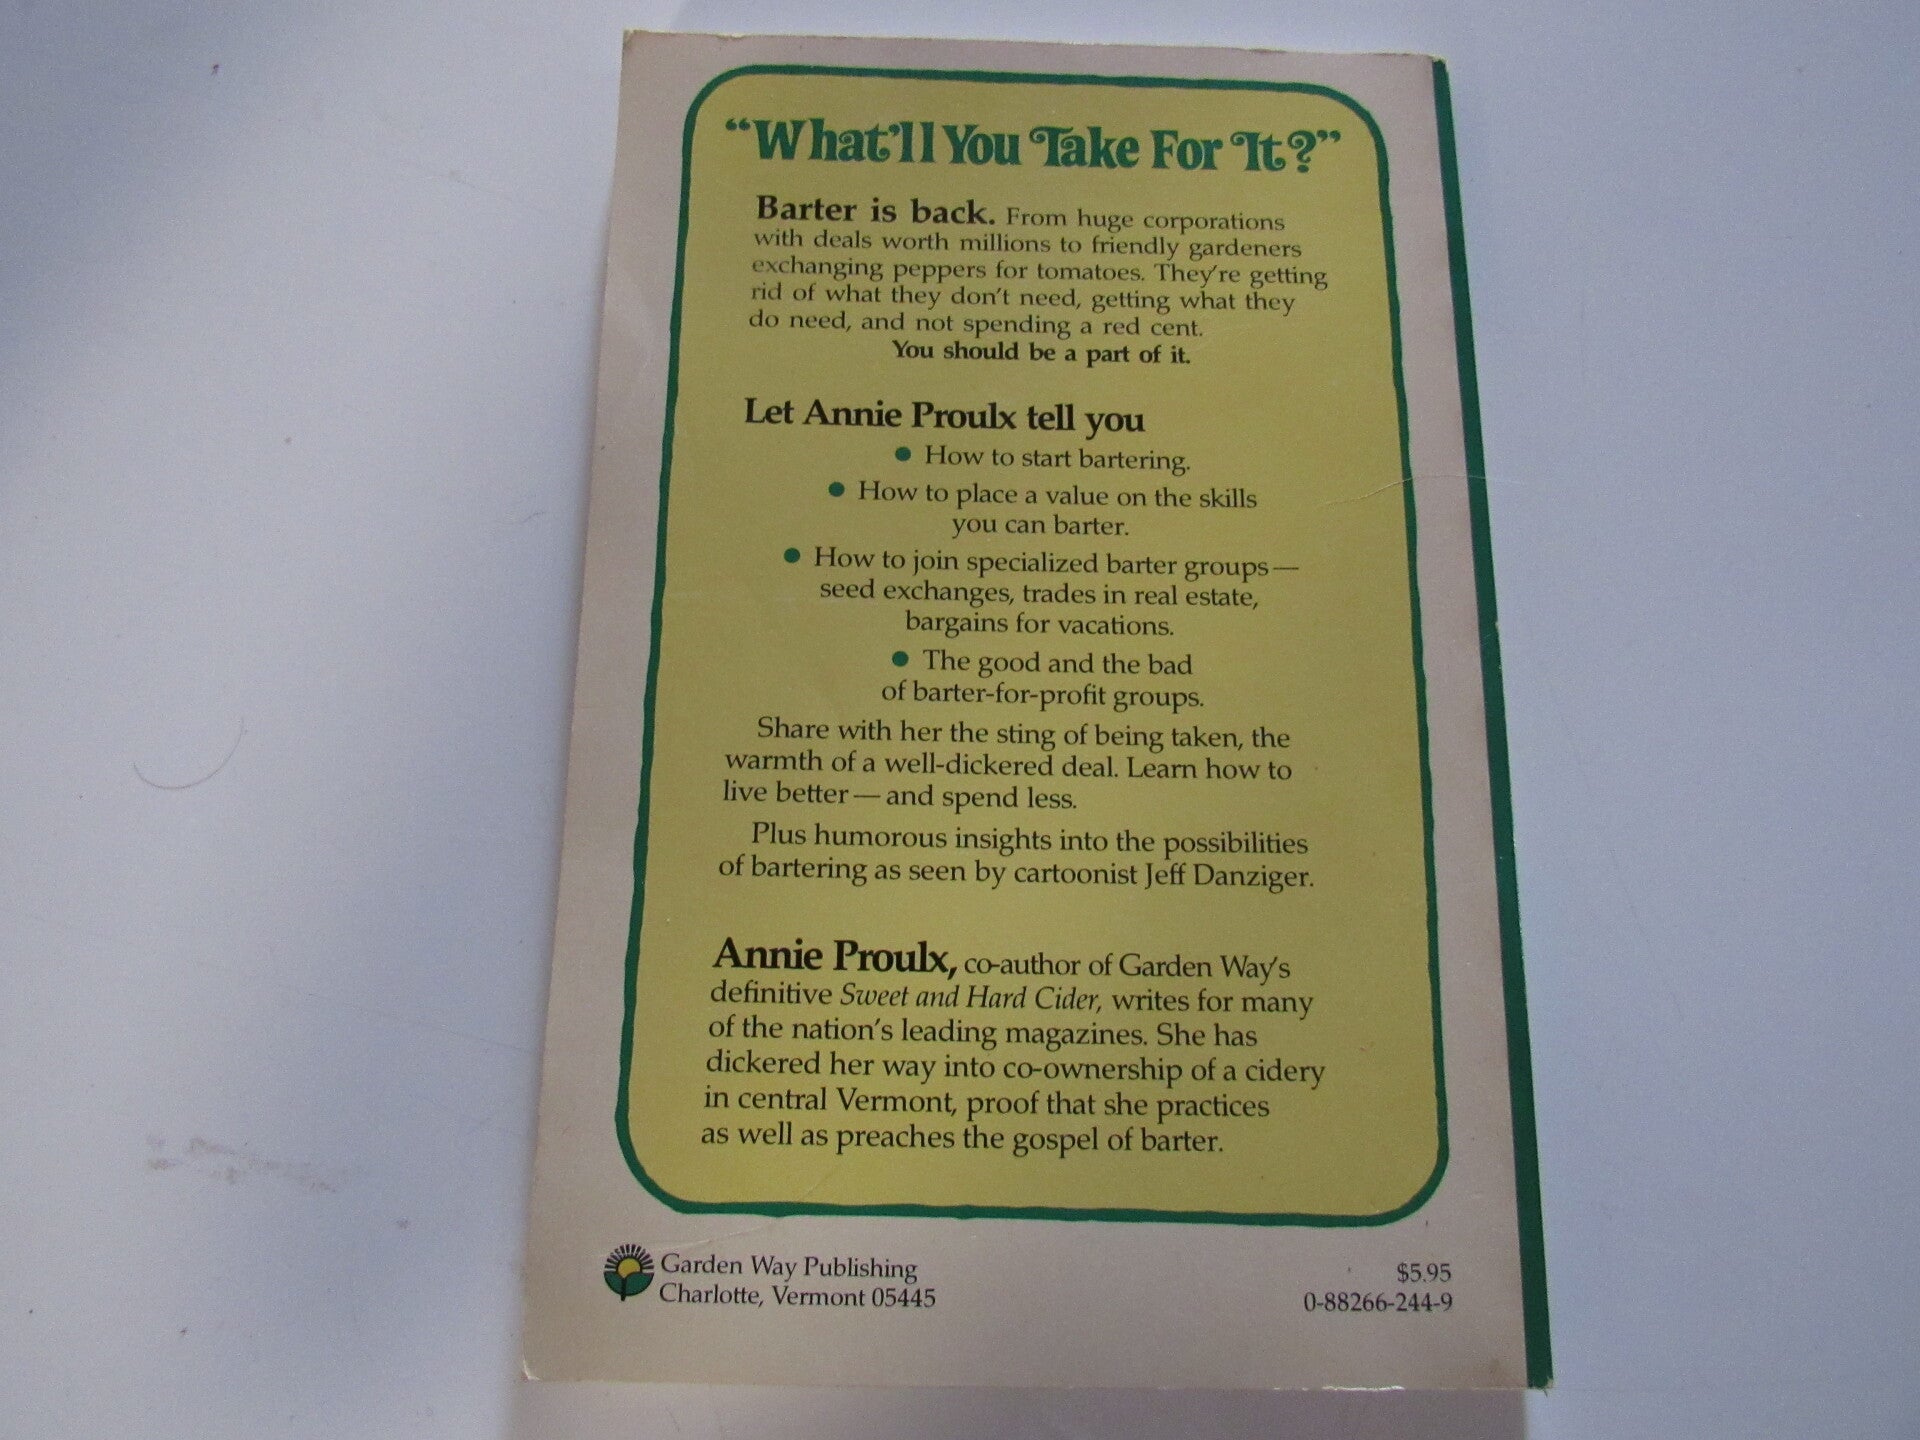 “What’ll You Take For It?”
Barter is back. From huge corporations
with deals worth millions to friendly gardeners
exchanging peppers for tomatoes. They’re getting
rid of what they don’t need, getting what they
do need, and not spending a red cent.
You should be a part of it.
Let Annie Proulx tell you
● How to start bartering.
● How to place a value on the skills
you can barter.
● How to join specialized barter groups—
seed exchanges, trades in real estate,
bargains for vacations.
● The good and the bad
of barter-for-profit groups.
Share with her the sting of being taken, the
warmth of a well-dickered deal. Learn how to
live better—and spend less.
Plus humorous insights into the possibilities
of bartering as seen by cartoonist Jeff Danziger.
Annie Proulx, co-author of Garden Way’s
definitive Sweet and Hard Cider, writes for many
of the nation’s leading magazines. She has
dickered her way into co-ownership of a cidery
in central Vermont, proof that she practices
as well as preaches the gospel of barter.
Garden Way Publishing
Charlotte, Vermont 05445
$5.95
0-88266-244-9